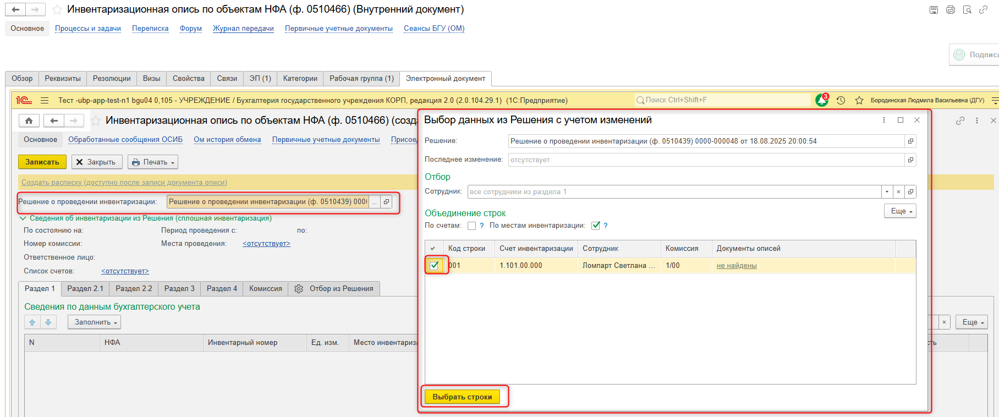 Инвентаризационная опись по объектам НФА (ф. 0510466) (Внутренний документ)
Основное Процессы и задачи Переписка Форум Журнал передачи Первичные учетные документы Сеансы БГУ (ОМ)
Подписа
Обзор Реквизиты Резолюции Визы Свойства Связи ЭП (1) Категории Рабочая группа (1) Электронный документ
1С Тест -ubp-app-test-n1 bgu04 0,105 - УЧРЕЖДЕНИЕ / Бухгалтерия государственного учреждения КОРП, редакция 2.0 (2.0.104.29.1) (1С:Предприятие) Поиск Ctrl+Shift+F 3 Бородинская Людмила Васильевна (ДГУ)
Инвентаризационная опись по объектам НФА (ф. 0510466) (созда
Основное Обработанные сообщения ОСИБ Ом история обмена Первичные учетные документы Присоед
Записать Закрыть Печать
Создать расписку (доступно после записи документа описи)
Решение о проведении инвентаризации: Решение о проведении инвентаризации (ф. 0510439) 000( ...
Сведения об инвентаризации из Решения (сплошная инвентаризация)
По состоянию на: Период проведения с: по:
Номер комиссии: Места проведения: <отсутствует>
Ответственное лицо:
Список счетов: <отсутствует>
Раздел 1 Раздел 2.1 Раздел 2.2 Раздел 3 Раздел 4 Комиссия Отбор из Решения
Сведения по данным бухгалтерского учета
Заполнить Еще
N НФА Инвентарный номер Ед. изм. Место инвентариза сть
Выбор данных из Решения с учетом изменений
Решение: Решение о проведении инвентаризации (ф. 0510439) 0000-000048 от 18.08.2025 20:00:54
Последнее изменение: отсутствует
Отбор
Сотрудник: все сотрудники из раздела 1
Объединение строк
Еще
По счетам: ? По местам инвентаризации: ?
Код строки Счет инвентаризации Сотрудник Комиссия Документы описей
001 1.101.00.000 Ломпарт Светлана ... 1/00 не найдены
Выбрать строки